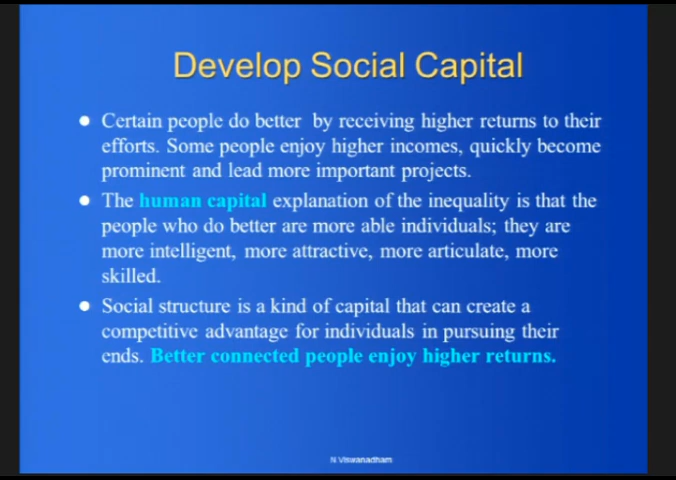 Develop Social Capital
Certain people do better by receiving higher returns to their
efforts. Some people enjoy higher incomes, quickly become
prominent and lead more important projects.
The human capital explanation of the inequality is that the
people who do better are more able individuals; they are
more intelligent, more attractive, more articulate, more
skilled.
Social structure is a kind of capital that can create a
competitive advantage for individuals in pursuing their
ends. Better connected people enjoy higher returns.
N Viswanadham